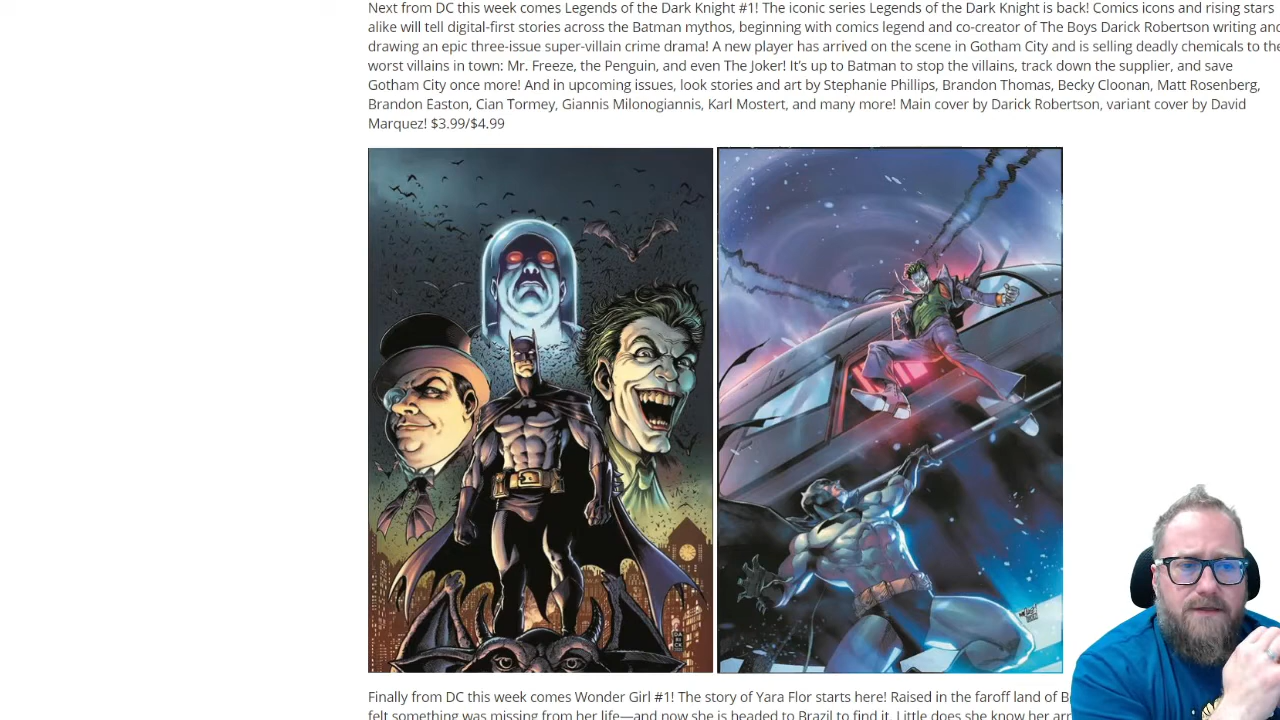 Next from DC this week comes Legends of the Dark Knight #1! The iconic series Legends of the Dark Knight is back! Comics icons and rising stars
alike will tell digital-first stories across the Batman mythos, beginning with comics legend and co-creator of The Boys Darick Robertson writing and
drawing an epic three-issue super-villain crime drama! A new player has arrived on the scene in Gotham City and is selling deadly chemicals to the
worst villains in town: Mr. Freeze, the Penguin, and even The Joker! It's up to Batman to stop the villains, track down the supplier, and save
Gotham City once more! And in upcoming issues, look stories and art by Stephanie Phillips, Brandon Thomas, Becky Cloonan, Matt Rosenberg,
Brandon Easton, Cian Tormey, Giannis Milonogiannis, Karl Mostert, and many more! Main cover by Darick Robertson, variant cover by David
Marquez! $3.99/$4.99
Finally from DC this week comes Wonder Girl #1! The story of Yara Flor starts here! Raised in the faroff land of
felt something was missing from her life—and now she is headed to Brazil to find it. Little does she know her